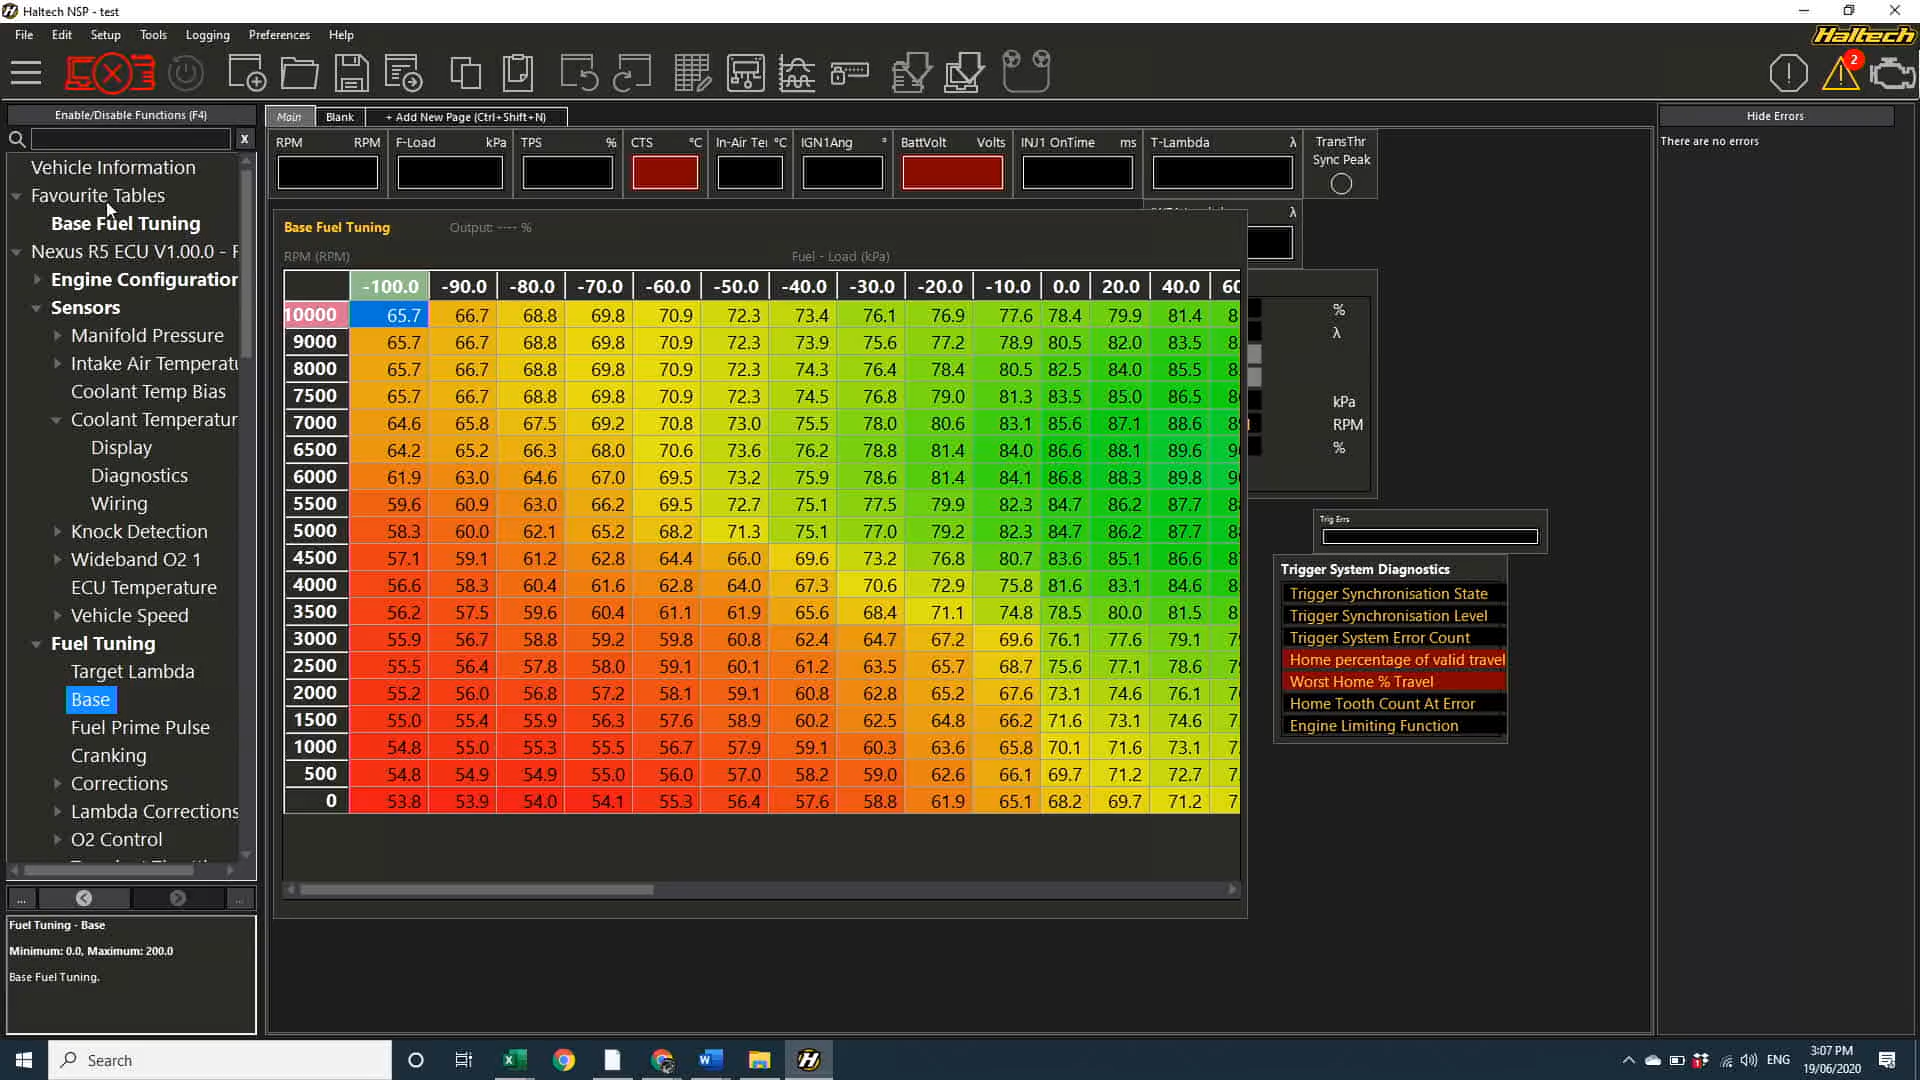 Haltech NSP - test
File Edit Setup Tools Logging Preferences Help
Haltech
2
Enable/Disable Functions (F4)
X
Vehicle Information
Favourite Tables
Base Fuel Tuning
Nexus R5 ECU V1.00.0 - F
Engine Configuration
Sensors
Manifold Pressure
Intake Air Temperatu
Coolant Temp Bias
Coolant Temperatur
Display
Diagnostics
Wiring
Knock Detection
Wideband O2 1
ECU Temperature
Vehicle Speed
Fuel Tuning
Target Lambda
Base
Fuel Prime Pulse
Cranking
Corrections
Lambda Corrections
O2 Control
... ...
Fuel Tuning - Base
Minimum: 0.0, Maximum: 200.0
Base Fuel Tuning.
Main Blank + Add New Page (Ctrl+Shift+N)
RPM RPM F-Load kPa TPS % CTS °C In-Air Te °C IGN1Ang ° BattVolt Volts INJ1 OnTime ms T-Lambda λ TransThr
Sync Peak
λ
Base Fuel Tuning Output: ---- %
RPM (RPM) Fuel - Load (kPa)
-100.0 -90.0 -80.0 -70.0 -60.0 -50.0 -40.0 -30.0 -20.0 -10.0 0.0 20.0 40.0 60
10000 65.7 66.7 68.8 69.8 70.9 72.3 73.4 76.1 76.9 77.6 78.4 79.9 81.4 8
9000 65.7 66.7 68.8 69.8 70.9 72.3 73.9 75.6 77.2 78.9 80.5 82.0 83.5 8
8000 65.7 66.7 68.8 69.8 70.9 72.3 74.3 76.4 78.4 80.5 82.5 84.0 85.5 8
7500 65.7 66.7 68.8 69.8 70.9 72.3 74.5 76.8 79.0 81.3 83.5 85.0 86.5 8
7000 64.6 65.8 67.5 69.2 70.8 73.0 75.5 78.0 80.6 83.1 85.6 87.1 88.6 8
6500 64.2 65.2 66.3 68.0 70.6 73.6 76.2 78.8 81.4 84.0 86.6 88.1 89.6 9
6000 61.9 63.0 64.6 67.0 69.5 73.2 75.9 78.6 81.4 84.1 86.8 88.3 89.8 9
5500 59.6 60.9 63.0 66.2 69.5 72.7 75.1 77.5 79.9 82.3 84.7 86.2 87.7 8
5000 58.3 60.0 62.1 65.2 68.2 71.3 75.1 77.0 79.2 82.3 84.7 86.2 87.7 8
4500 57.1 59.1 61.2 62.8 64.4 66.0 69.6 73.2 76.8 80.7 83.6 85.1 86.6 8
4000 56.6 58.3 60.4 61.6 62.8 64.0 67.3 70.6 72.9 75.8 81.6 83.1 84.6 8
3500 56.2 57.5 59.6 60.4 61.1 61.9 65.6 68.4 71.1 74.8 78.5 80.0 81.5 8
3000 55.9 56.7 58.8 59.2 59.8 60.8 62.4 64.7 67.2 69.6 76.1 77.6 79.1 7
2500 55.5 56.4 57.8 58.0 59.1 60.1 61.2 63.5 65.7 68.7 75.6 77.1 78.6 7
2000 55.2 56.0 56.8 57.2 58.1 59.1 60.8 62.8 65.2 67.6 73.1 74.6 76.1 7
1500 55.0 55.4 55.9 56.3 57.6 58.9 60.2 62.5 64.8 66.2 71.6 73.1 74.6 7
1000 54.8 55.0 55.3 55.5 56.7 57.9 59.1 60.3 63.6 65.8 70.1 71.6 73.1 7
500 54.8 54.9 54.9 55.0 56.0 57.0 58.2 59.0 62.6 66.1 69.7 71.2 72.7 7
0 53.8 53.9 54.0 54.1 55.3 56.4 57.6 58.8 61.9 65.1 68.2 69.7 71.2 7
%
λ
kPa
RPM
%
Trig Errs
Trigger System Diagnostics
Trigger Synchronisation State
Trigger Synchronisation Level
Trigger System Error Count
Home percentage of valid travel
Worst Home % Travel
Home Tooth Count At Error
Engine Limiting Function
Hide Errors
There are no errors
Search
ENG
3:07 PM
19/06/2020